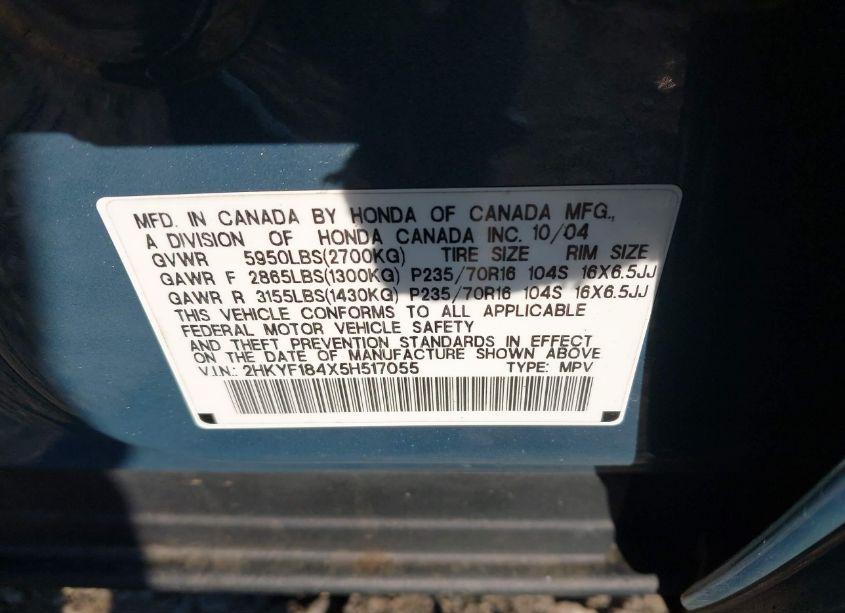 MFD. IN CANADA BY HONDA OF CANADA MFG.,
A DIVISION OF HONDA CANADA INC. 10/04
GVWR 5950LBS(2700KG) TIRE SIZE RIM SIZE
GAWR F 2865LBS(1300KG) P235/70R16 104S 16X6.5JJ
GAWR R 3155LBS(1430KG) P235/70R16 104S 16X6.5JJ
THIS VEHICLE CONFORMS TO ALL APPLICABLE
FEDERAL MOTOR VEHICLE SAFETY
AND THEFT PREVENTION STANDARDS IN EFFECT
ON THE DATE OF MANUFACTURE SHOWN ABOVE
V.I.N.: 2HKYF184X5H517055 TYPE: MPV